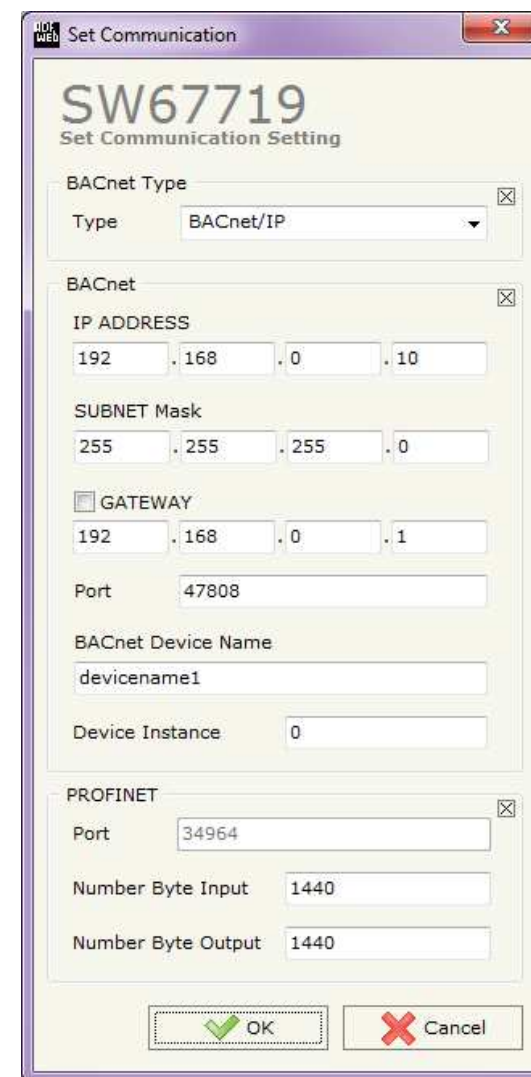 ADF
WEB Set Communication
SW67719
Set Communication Setting
BACnet Type
Type BACnet/IP
BACnet
IP ADDRESS
192 . 168 . 0 . 10
SUBNET Mask
255 . 255 . 255 . 0
GATEWAY
192 . 168 . 0 . 1
Port 47808
BACnet Device Name
devicename1
Device Instance 0
PROFINET
Port 34964
Number Byte Input 1440
Number Byte Output 1440
OK Cancel